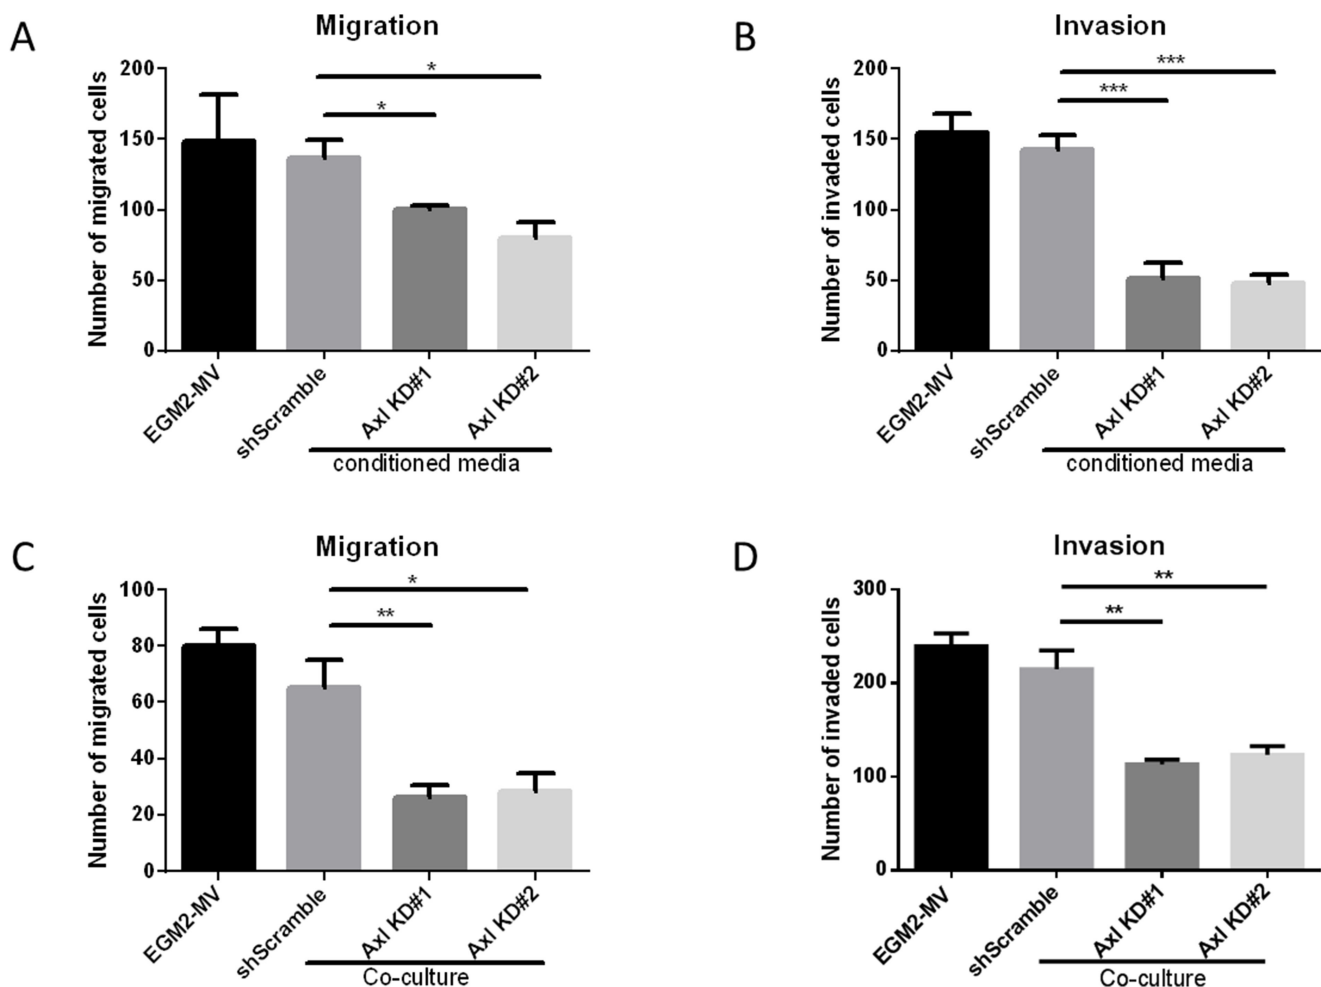 A
Migration
Number of migrated cells
200
150
100
50
0
*
*
EGM2-MV
shScramble
Axl KD#1
Axl KD#2
conditioned media
B
Invasion
Number of invaded cells
200
150
100
50
0
***
***
EGM2-MV
shScramble
Axl KD#1
Axl KD#2
conditioned media
C
Migration
Number of migrated cells
100
80
60
40
20
0
*
**
EGM2-MV
shScramble
Axl KD#1
Axl KD#2
Co-culture
D
Invasion
Number of invaded cells
300
200
100
0
**
**
EGM2-MV
shScramble
Axl KD#1
Axl KD#2
Co-culture